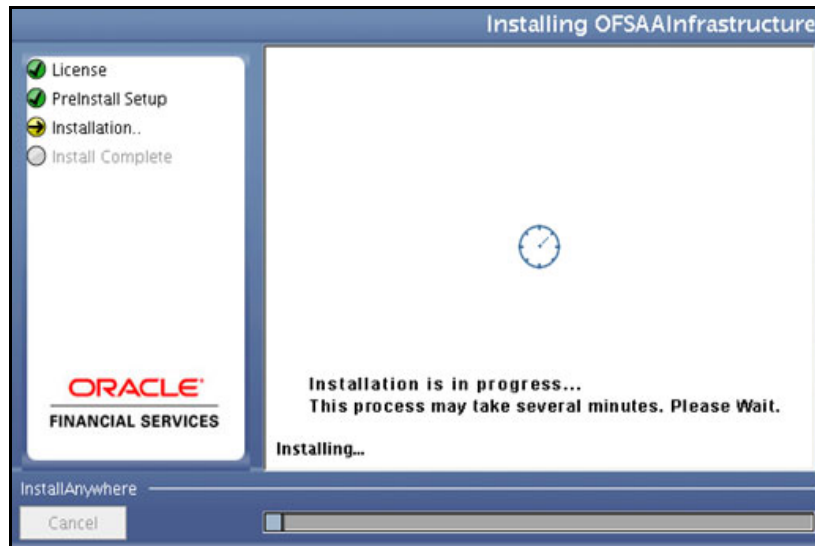 Installing OFSAAInfrastructure
License
PreInstall Setup
Installation..
Install Complete
ORACLE
FINANCIAL SERVICES
Installation is in progress...
This process may take several minutes. Please Wait.
Installing...
InstallAnywhere
Cancel